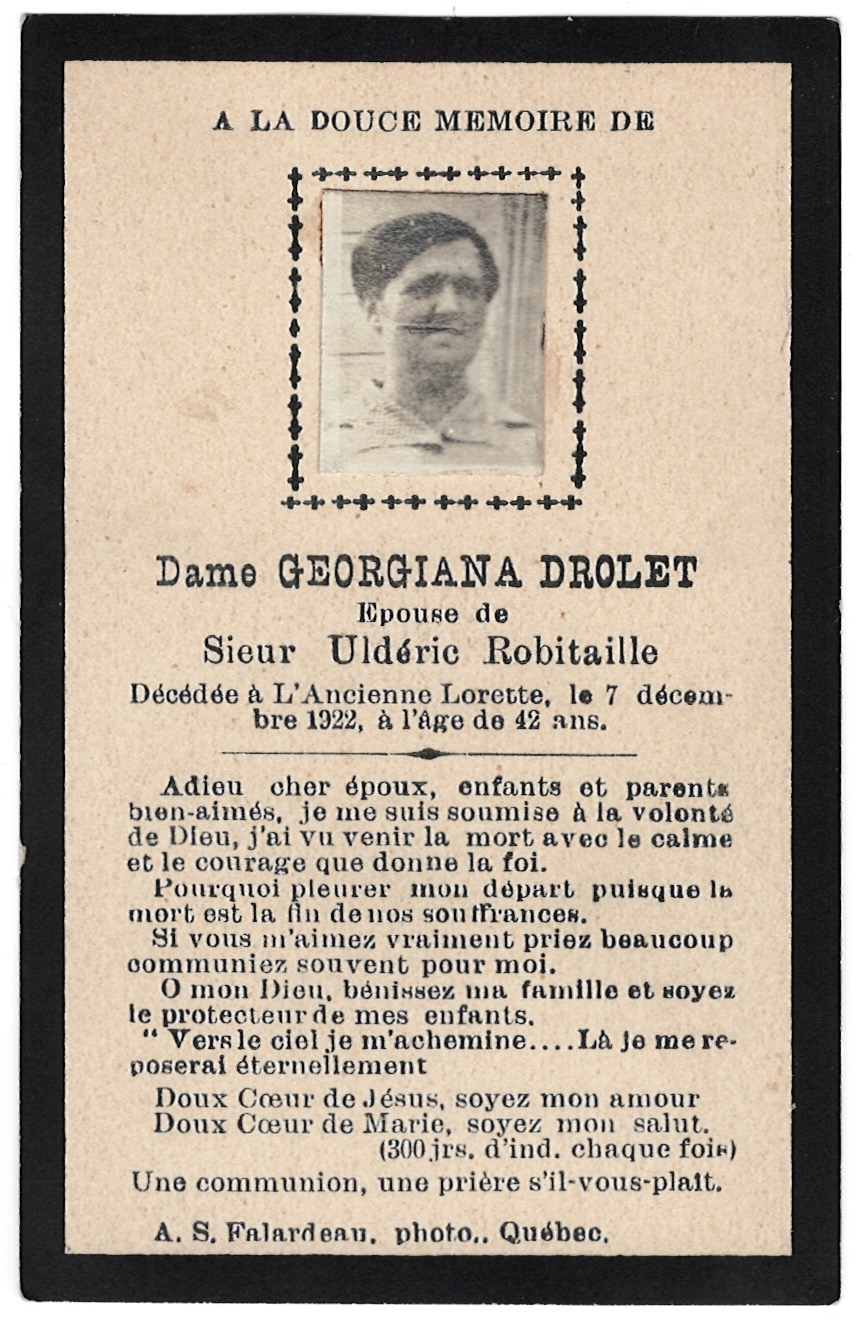 A LA DOUCE MEMOIRE DE
Dame GEORGIANA DROLET
Epouse de
Sieur Uldéric Robitaille
Décédée à L'Ancienne Lorette, le 7 décem-
bre 1922, à l'âge de 42 ans.
Adieu cher époux, enfants et parents
bien-aimés, je me suis soumise à la volonté
de Dieu, j'ai vu venir la mort avec le calme
et le courage que donne la foi.
Pourquoi pleurer mon départ puisque la
mort est la fin de nos souffrances.
Si vous m'aimez vraiment priez beaucoup
communiez souvent pour moi.
O mon Dieu, bénissez ma famille et soyez
le protecteur de mes enfants.
" Vers le ciel je m'achemine....Là je me re-
poserai éternellement
Doux Cœur de Jésus, soyez mon amour
Doux Cœur de Marie, soyez mon salut.
(300 jrs. d'ind. chaque fois)
Une communion, une prière s'il-vous-plaît.
A. S. Falardeau, photo., Québec.